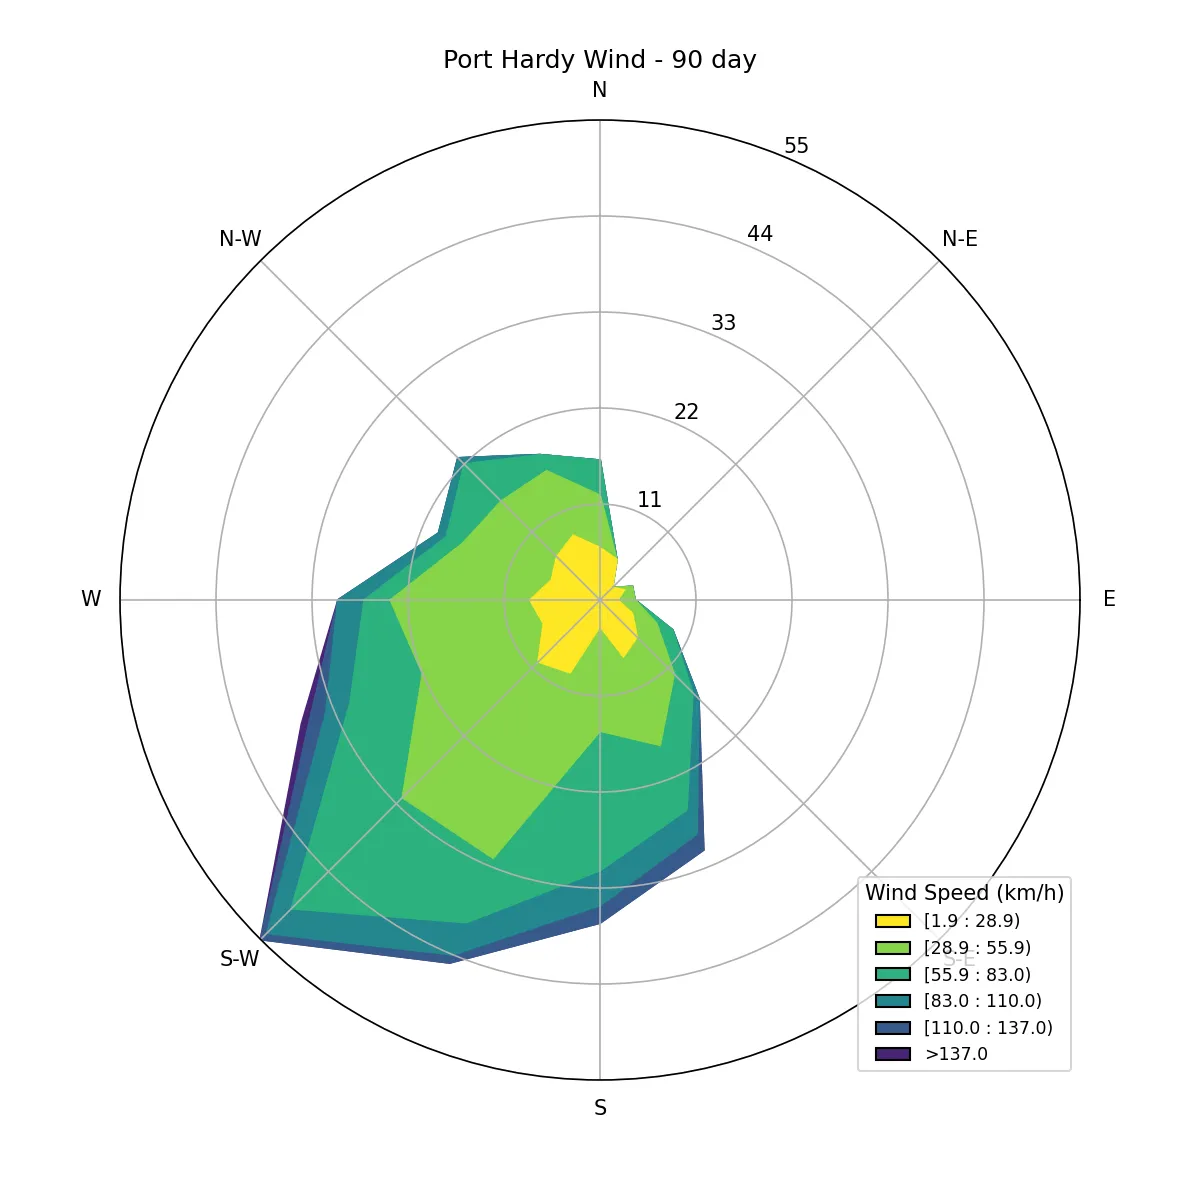 Port Hardy Wind - 90 day
N
55
44
N-W
N-E
33
22
11
W
E
Wind Speed (km/h)
[1.9 : 28.9)
[28.9 : 55.9)
S-W
S-E
[55.9 : 83.0)
[83.0 : 110.0)
[110.0 : 137.0)
>137.0
S